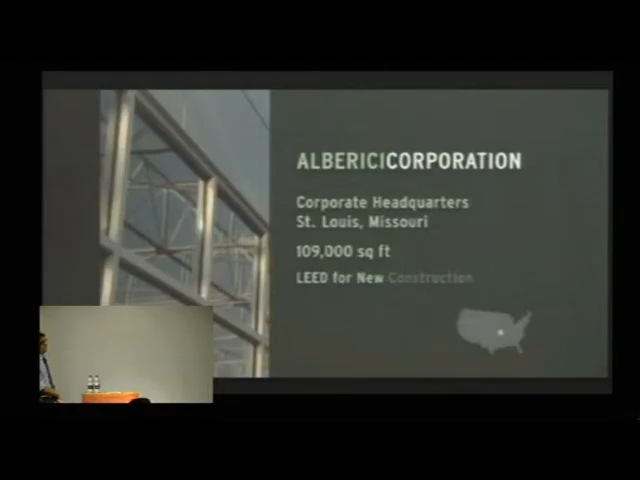 ALBERICICORPORATION
Corporate Headquarters
St. Louis, Missouri
109,000 sq ft
LEED for New Construction